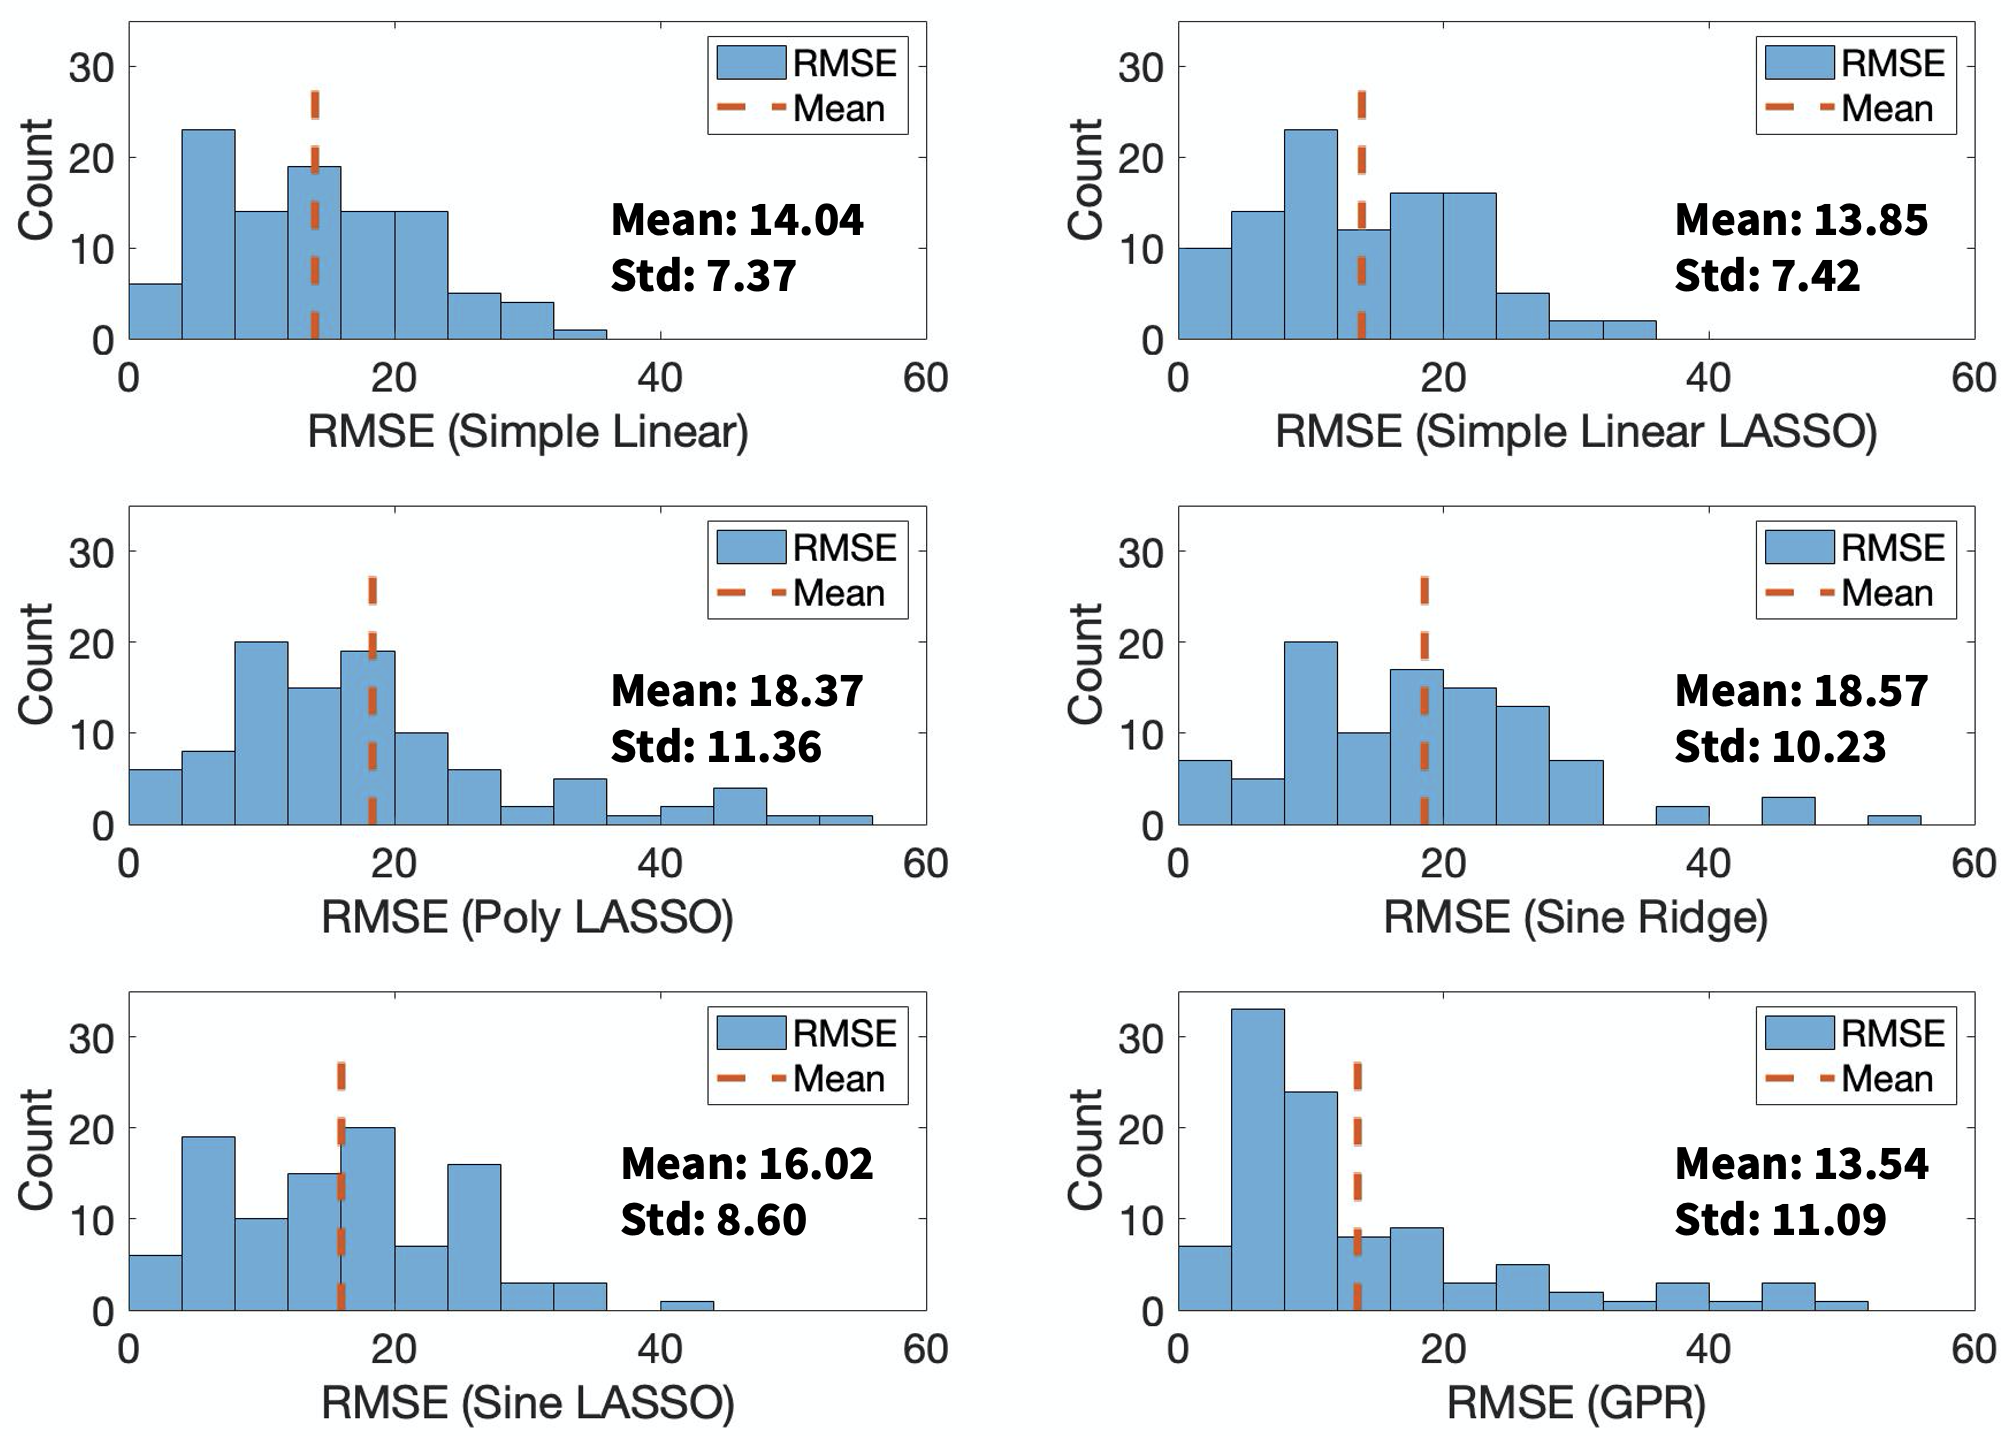 30
20
10
0
Count
RMSE
Mean
Mean: 14.04
Std: 7.37
0 20 40 60
RMSE (Simple Linear)
30
20
10
0
Count
RMSE
Mean
Mean: 13.85
Std: 7.42
0 20 40 60
RMSE (Simple Linear LASSO)
30
20
10
0
Count
RMSE
Mean
Mean: 18.37
Std: 11.36
0 20 40 60
RMSE (Poly LASSO)
30
20
10
0
Count
RMSE
Mean
Mean: 18.57
Std: 10.23
0 20 40 60
RMSE (Sine Ridge)
30
20
10
0
Count
RMSE
Mean
Mean: 16.02
Std: 8.60
0 20 40 60
RMSE (Sine LASSO)
30
20
10
0
Count
RMSE
Mean
Mean: 13.54
Std: 11.09
0 20 40 60
RMSE (GPR)